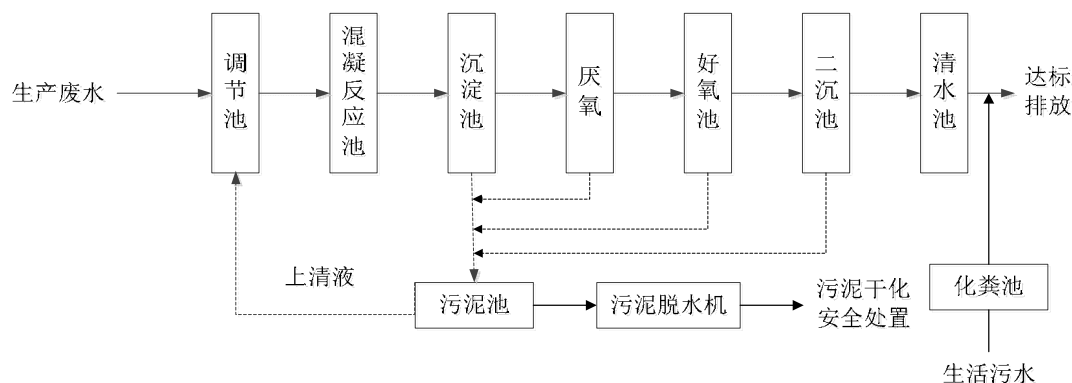 生产废水
调节池
混凝反应池
沉淀池
厌氧
好氧池
二沉池
清水池
达标
排放
上清液
污泥池
污泥脱水机
污泥干化
安全处置
化粪池
生活污水